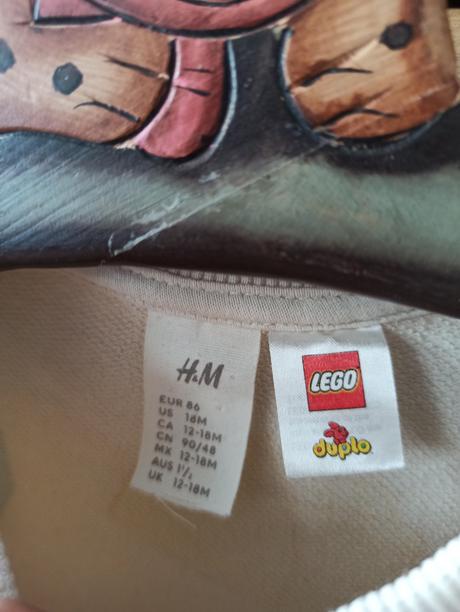 H&M
EUR 86
US 18M
CA 12-18M
CN 90/48
MX 12-18M
AUS 1½
UK 12-18M
LEGO
duplo